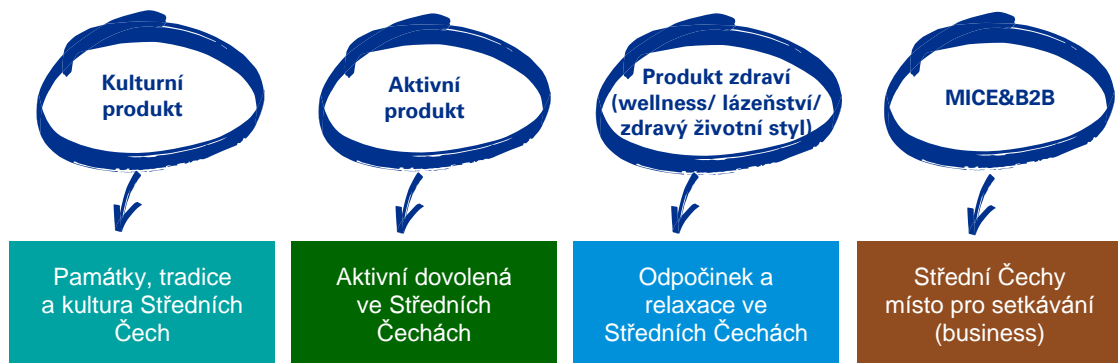 Kulturní
produkt
Aktivní
produkt
Produkt zdraví
(wellness/ lázeňství/
zdravý životní styl)
MICE&B2B
Památky, tradice
a kultura Středních
Čech
Aktivní dovolená
ve Středních
Čechách
Odpočinek a
relaxace ve
Středních Čechách
Střední Čechy
místo pro setkávání
(business)